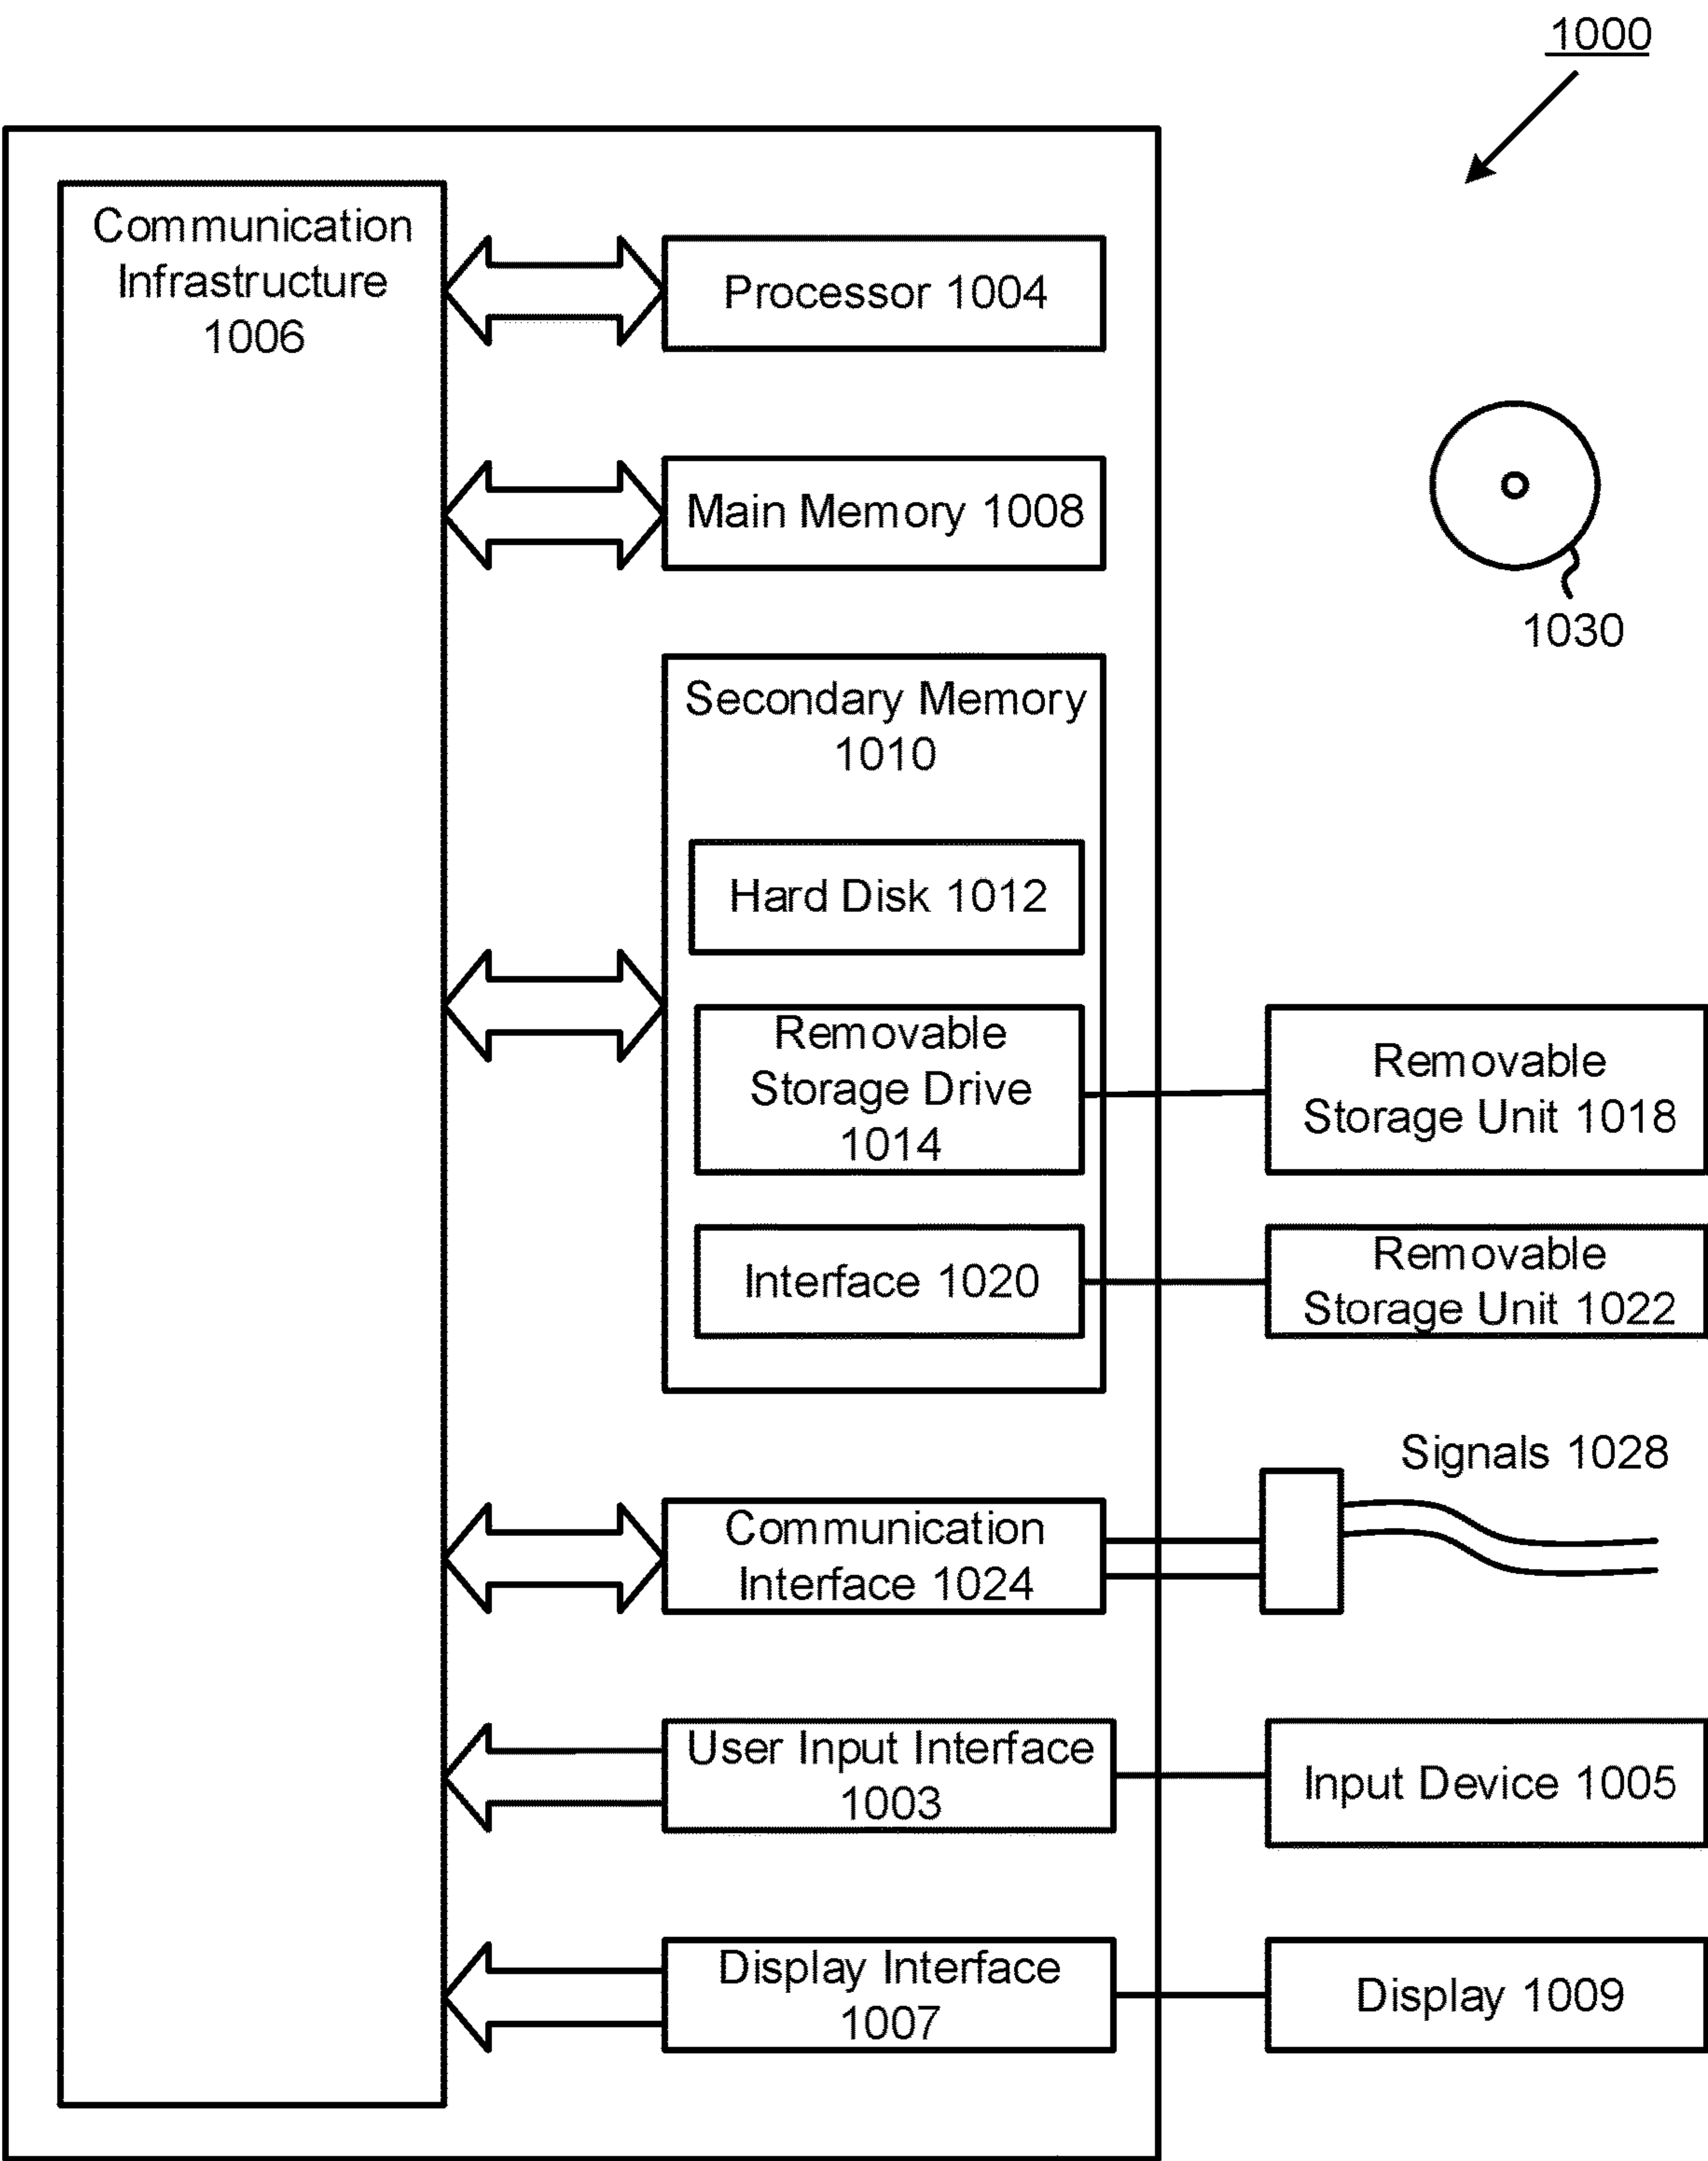 1000
Communication
Infrastructure
1006
Processor 1004
Main Memory 1008
1030
Secondary Memory
1010
Hard Disk 1012
Removable
Storage Drive
1014
Removable
Storage Unit 1018
Interface 1020
Removable
Storage Unit 1022
Signals 1028
Communication
Interface 1024
User Input Interface
1003
Input Device 1005
Display Interface
1007
Display 1009